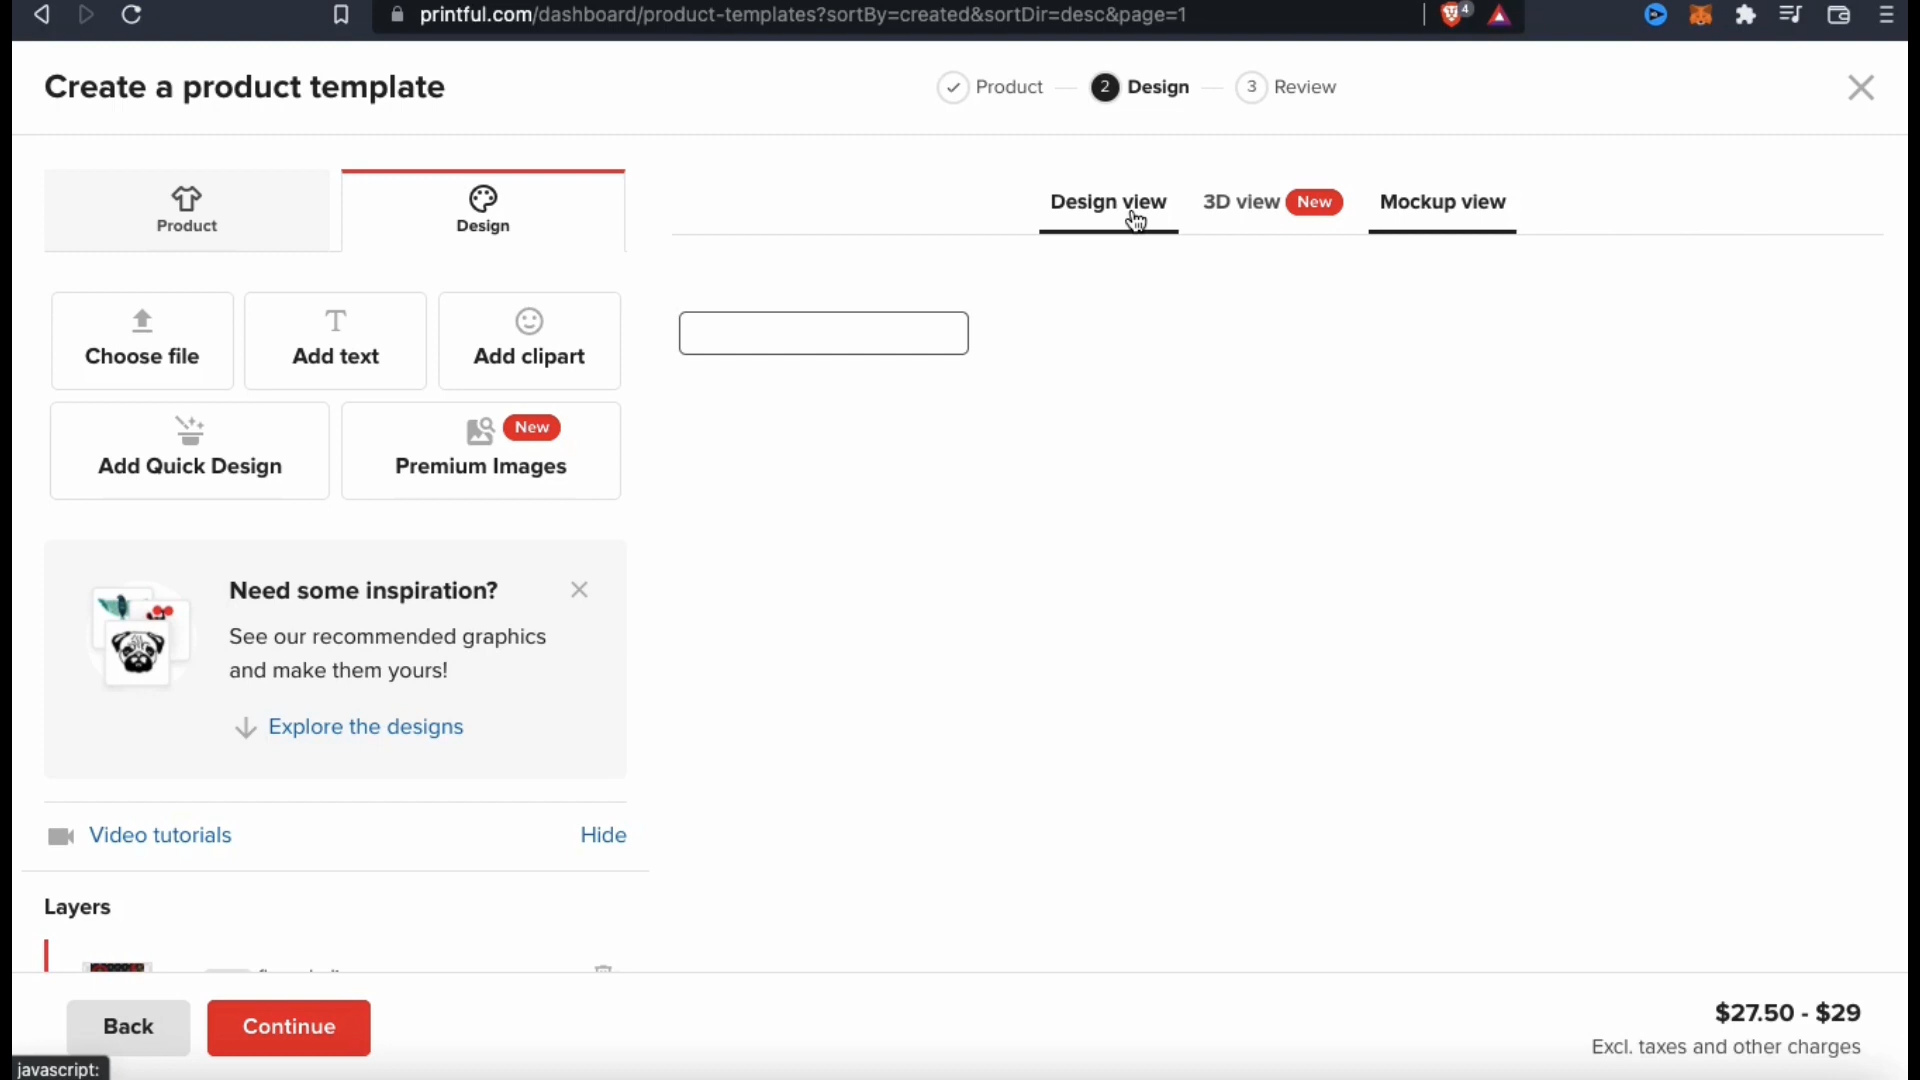 printful.com/dashboard/product-templates?sortBy=created&sortDir=desc&page=1
4
Create a product template
Product
2 Design
3 Review
Product
Design
Design view
3D view New
Mockup view
Choose file
Add text
Add clipart
New
Add Quick Design
Premium Images
Need some inspiration?
See our recommended graphics
and make them yours!
Explore the designs
Video tutorials
Hide
Layers
Back
Continue
$27.50 - $29
Excl. taxes and other charges
javascript: